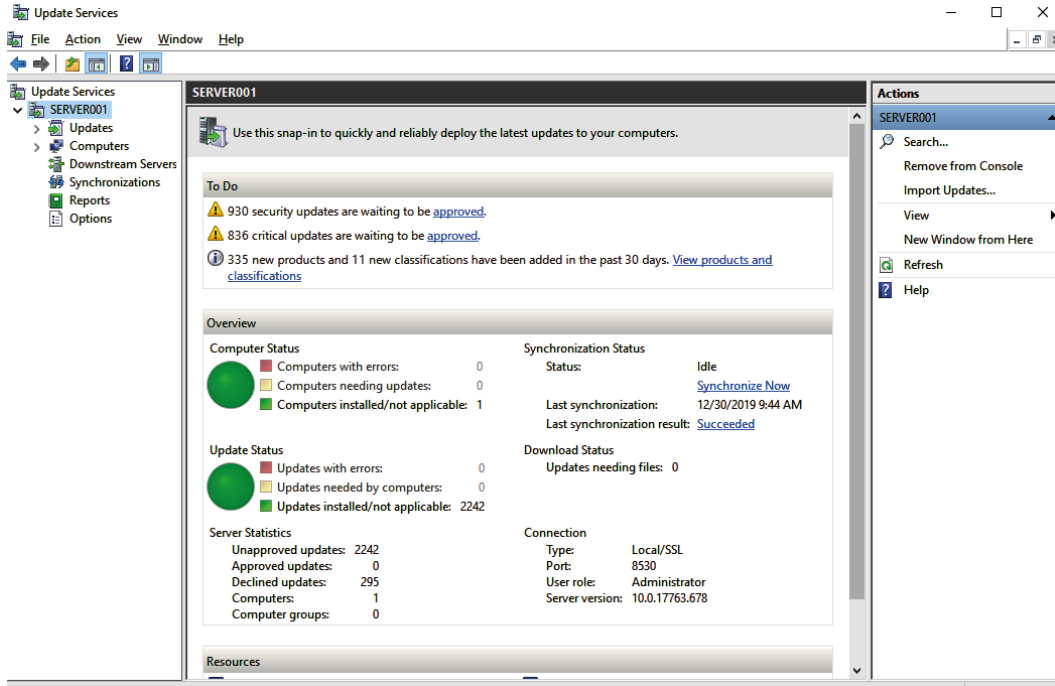 Update Services
File Action View Window Help
Update Services
SERVER001
Updates
Computers
Downstream Servers
Synchronizations
Reports
Options
SERVER001
Use this snap-in to quickly and reliably deploy the latest updates to your computers.
To Do
930 security updates are waiting to be approved.
836 critical updates are waiting to be approved.
335 new products and 11 new classifications have been added in the past 30 days. View products and
classifications
Overview
Computer Status
Computers with errors: 0
Computers needing updates: 0
Computers installed/not applicable: 1
Synchronization Status
Status: Idle
Synchronize Now
Last synchronization: 12/30/2019 9:44 AM
Last synchronization result: Succeeded
Update Status
Updates with errors: 0
Updates needed by computers: 0
Updates installed/not applicable: 2242
Download Status
Updates needing files: 0
Server Statistics
Unapproved updates: 2242
Approved updates: 0
Declined updates: 295
Computers: 1
Computer groups: 0
Connection
Type: Local/SSL
Port: 8530
User role: Administrator
Server version: 10.0.17763.678
Resources
Actions
SERVER001
Search...
Remove from Console
Import Updates...
View
New Window from Here
Refresh
Help